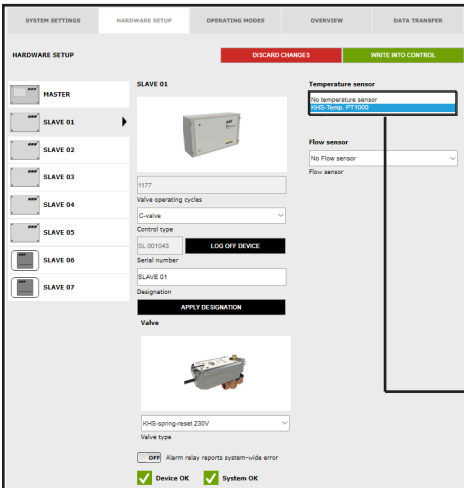 SYSTEM SETTINGS
HARDWARE SETUP
OPERATING MODES
OVERVIEW
DATA TRANSFER
HARDWARE SETUP
DISCARD CHANGES
WRITE INTO CONTROL
MASTER
SLAVE 01
SLAVE 02
SLAVE 03
SLAVE 04
SLAVE 05
SLAVE 06
SLAVE 07
SLAVE 01
1177
Valve operating cycles
C-valve
Control type
SL 001043
LOG OFF DEVICE
Serial number
SLAVE 01
Designation
APPLY DESIGNATION
Valve
KHS-spring-reset 230V
Valve type
OFF Alarm relay reports system-wide error
Device OK
System OK
Temperature sensor
No temperature sensor
KHS-Temp. PT1000
Flow sensor
No Flow sensor
Flow sensor